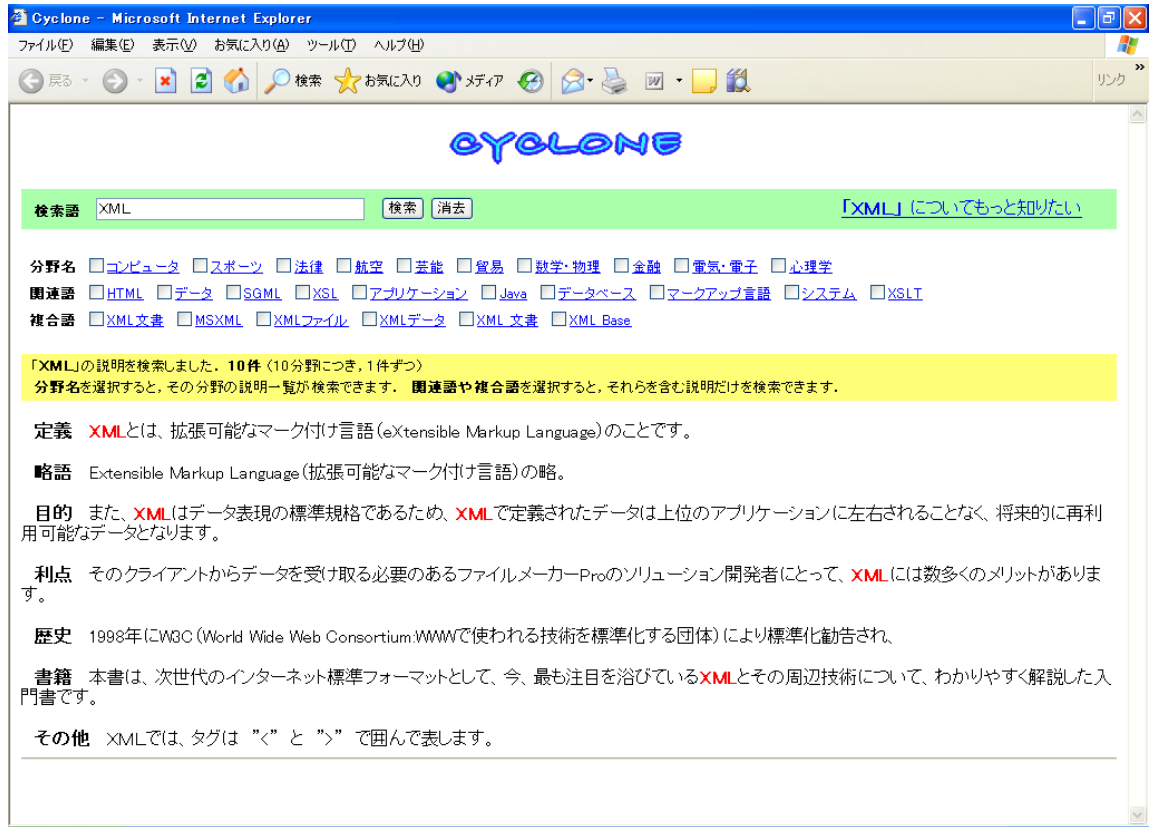 Cyclone - Microsoft Internet Explorer
ファイル(F) 編集(E) 表示(V) お気に入り(A) ツール(T) ヘルプ(H)
戻る 検索 お気に入り メディア リンク »
CYCLONE
検索語 XML 検索 消去 「XML」についてもっと知りたい
分野名 コンピュータ スポーツ 法律 航空 芸能 貿易 数学・物理 金融 電気・電子 心理学
関連語 HTML データ SGML XSL アプリケーション Java データベース マークアップ言語 システム XSLT
複合語 XML文書 MSXML XMLファイル XMLデータ XML 文書 XML Base
「XML」の説明を検索しました. 10件 (10分野につき, 1件ずつ)
分野名を選択すると, その分野の説明一覧が検索できます. 関連語や複合語を選択すると, それらを含む説明だけを検索できます.
定義 XMLとは、拡張可能なマーク付け言語(eXtensible Markup Language)のことです。
略語 Extensible Markup Language(拡張可能なマーク付け言語)の略。
目的 また、XMLはデータ表現の標準規格であるため、XMLで定義されたデータは上位のアプリケーションに左右されることなく、将来的に再利
用可能なデータとなります。
利点 そのクライアントからデータを受け取る必要のあるファイルメーカーProのソリューション開発者にとって、XMLには数多くのメリットがありま
す。
歴史 1998年にW3C(World Wide Web Consortium:WWWで使われる技術を標準化する団体)により標準化勧告され、
書籍 本書は、次世代のインターネット標準フォーマットとして、今、最も注目を浴びているXMLとその周辺技術について、わかりやすく解説した入
門書です。
その他 XMLでは、タグは ”<” と ”>” で囲んで表します。